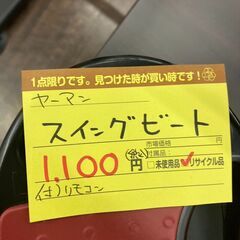 1点限りです。見つけた時が買い時です！
ヤーマン
スイングビート
市場価格 円
1,100 (税込)円 付属品：
□未使用品 ✓リサイクル品
(付)リモコン